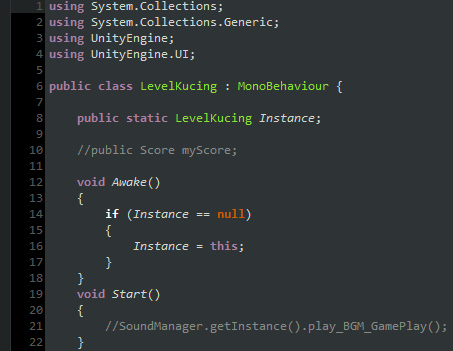 1 using System.Collections;
2 using System.Collections.Generic;
3 using UnityEngine;
4 using UnityEngine.UI;
5
6 public class LevelKucing : MonoBehaviour {
7
8     public static LevelKucing Instance;
9
10     //public Score myScore;
11
12     void Awake()
13     {
14         if (Instance == null)
15         {
16             Instance = this;
17         }
18     }
19     void Start()
20     {
21         //SoundManager.getInstance().play_BGM_GamePlay();
22     }